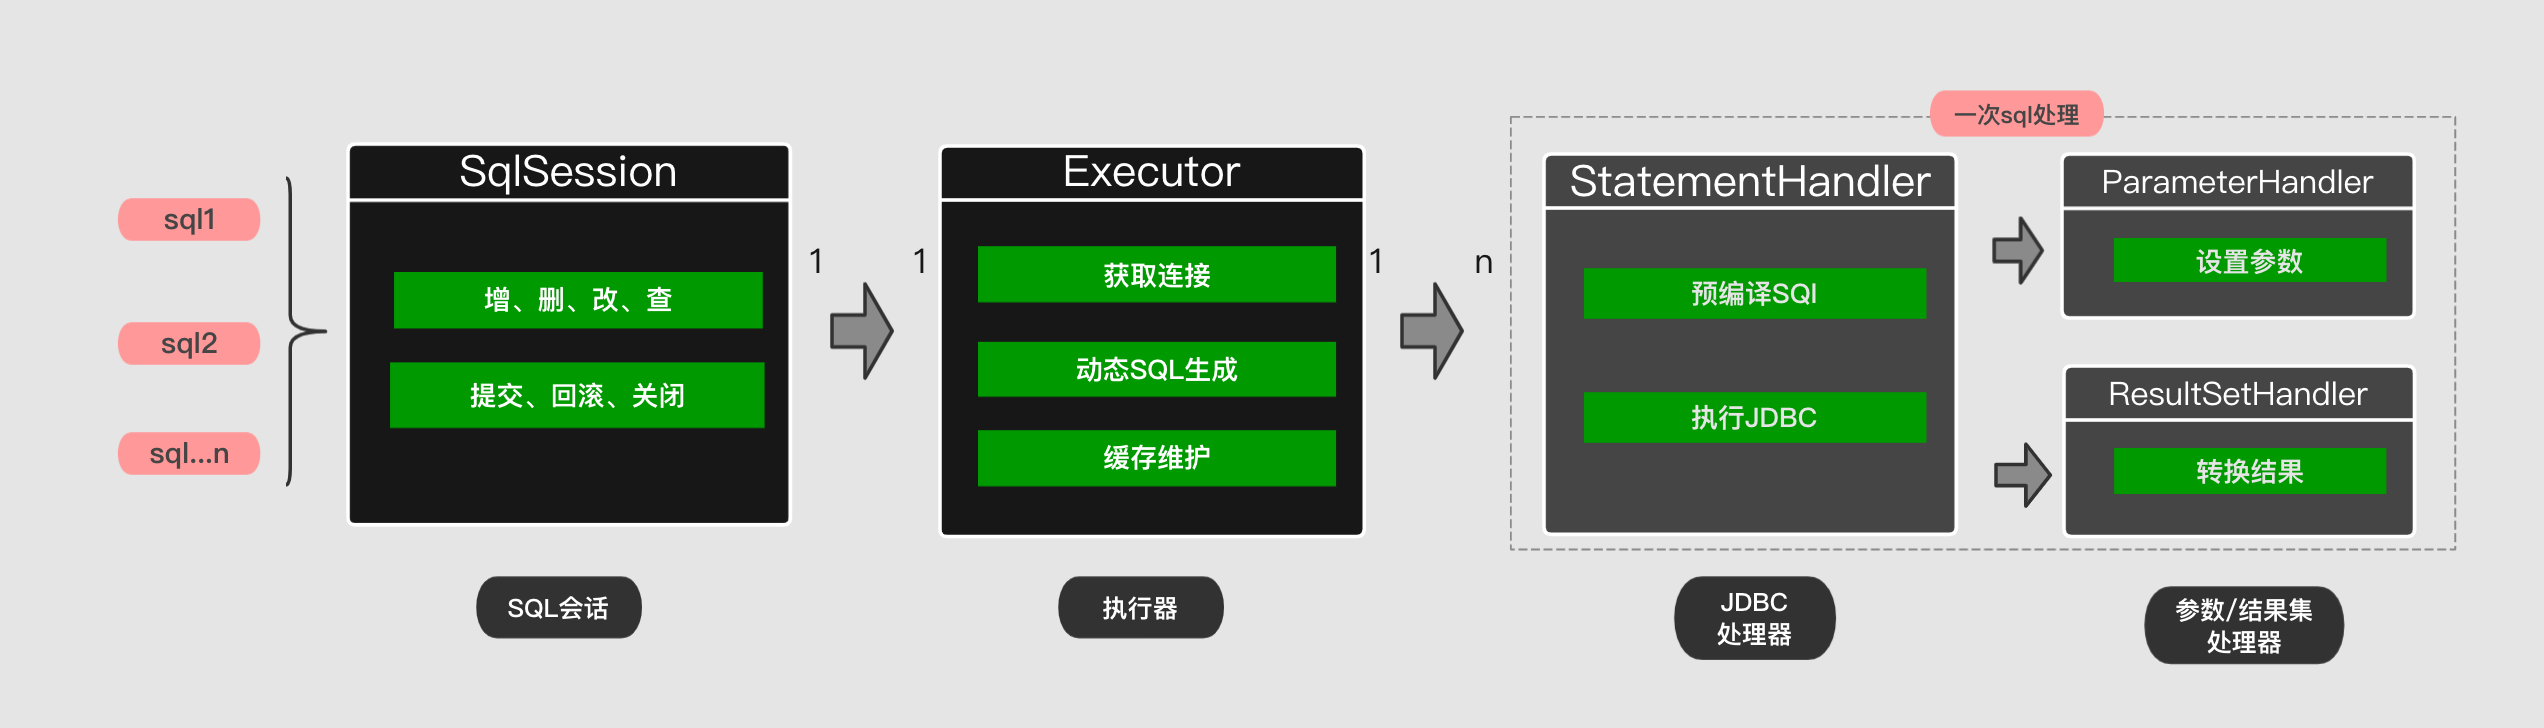 sql1
sql2
sql...n
SqlSession
增、删、改、查
提交、回滚、关闭
SQL会话
1
1
Executor
获取连接
动态SQL生成
缓存维护
执行器
1
n
一次sql处理
StatementHandler
预编译SQl
执行JDBC
JDBC
处理器
ParameterHandler
设置参数
ResultSetHandler
转换结果
参数/结果集
处理器